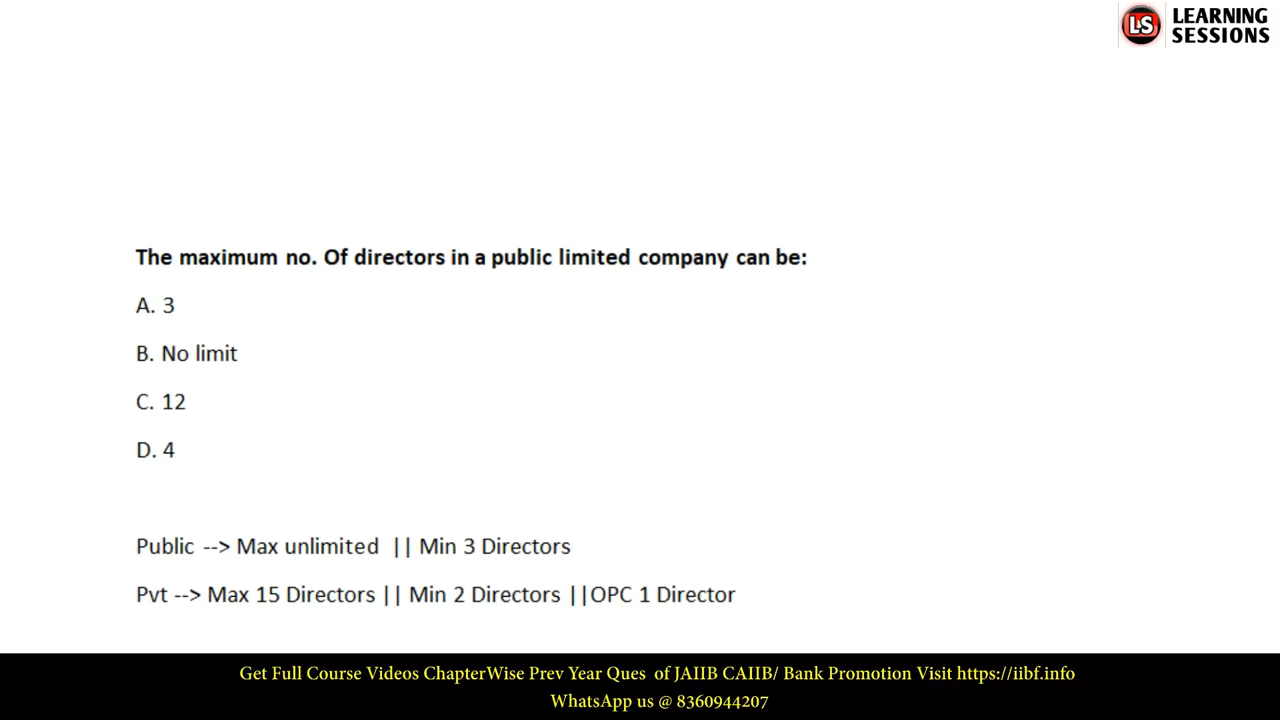 LS LEARNING
SESSIONS
The maximum no. Of directors in a public limited company can be:
A. 3
B. No limit
C. 12
D. 4
Public --> Max unlimited || Min 3 Directors
Pvt --> Max 15 Directors || Min 2 Directors ||OPC 1 Director
Get Full Course Videos ChapterWise Prev Year Ques of JAIIB CAIIB/ Bank Promotion Visit https://iibf.info
WhatsApp us @ 8360944207